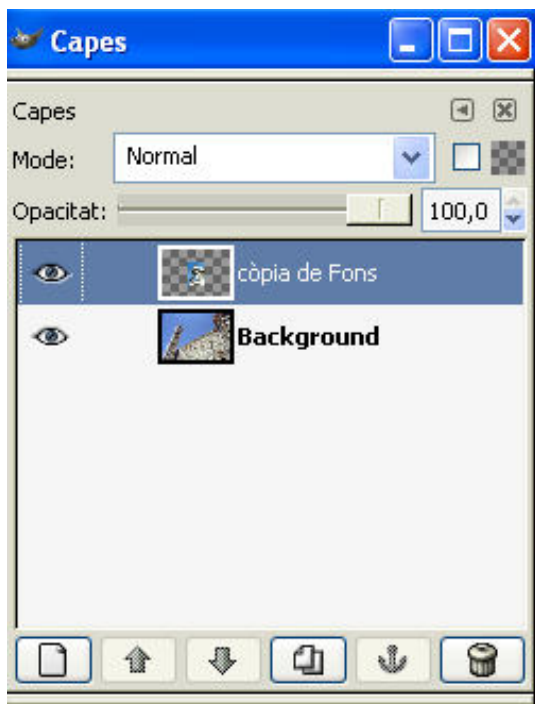 Capes
Capes
Mode: Normal
Opacitat: 100,0
còpia de Fons
Background